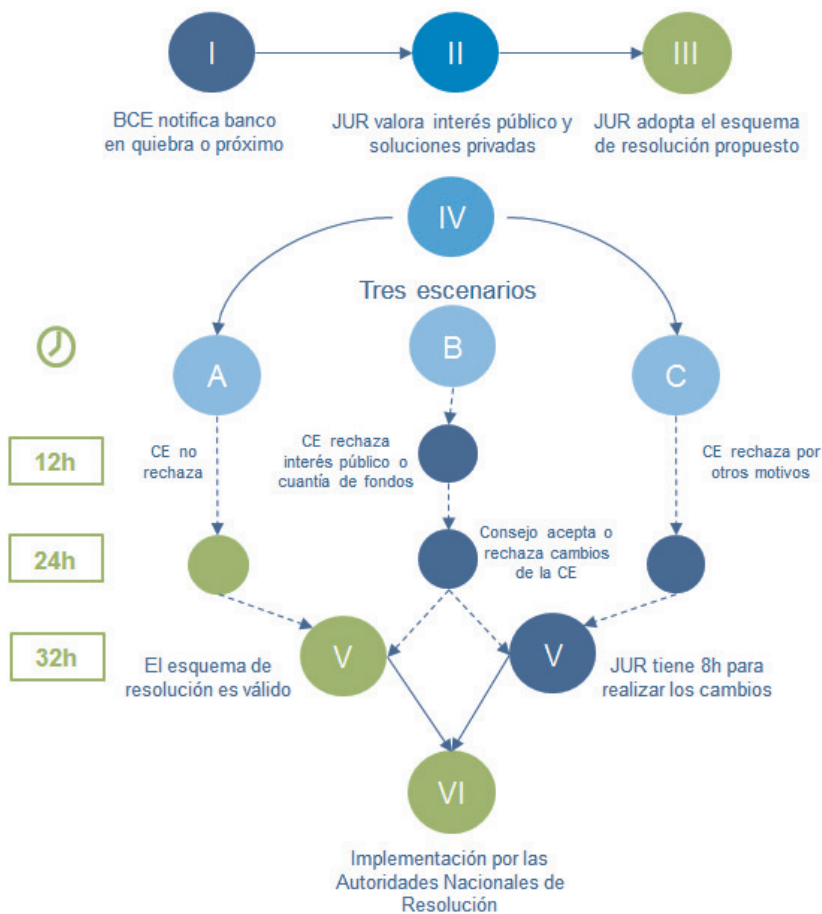 I
II
III
BCE notifica banco
en quiebra o próximo
JUR valora interés público y
soluciones privadas
JUR adopta el esquema
de resolución propuesto
IV
Tres escenarios
A
B
C
12h
CE no
rechaza
CE rechaza
interés público o
cuantía de fondos
CE rechaza por
otros motivos
24h
Consejo acepta o
rechaza cambios
de la CE
32h
V
El esquema de
resolución es válido
V
JUR tiene 8h para
realizar los cambios
VI
Implementación por las
Autoridades Nacionales de
Resolución